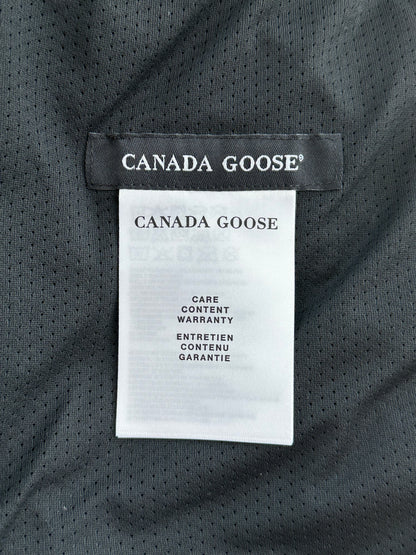 CANADA GOOSE®
CANADA GOOSE
CARE
CONTENT
WARRANTY
ENTRETIEN
CONTENU
GARANTIE